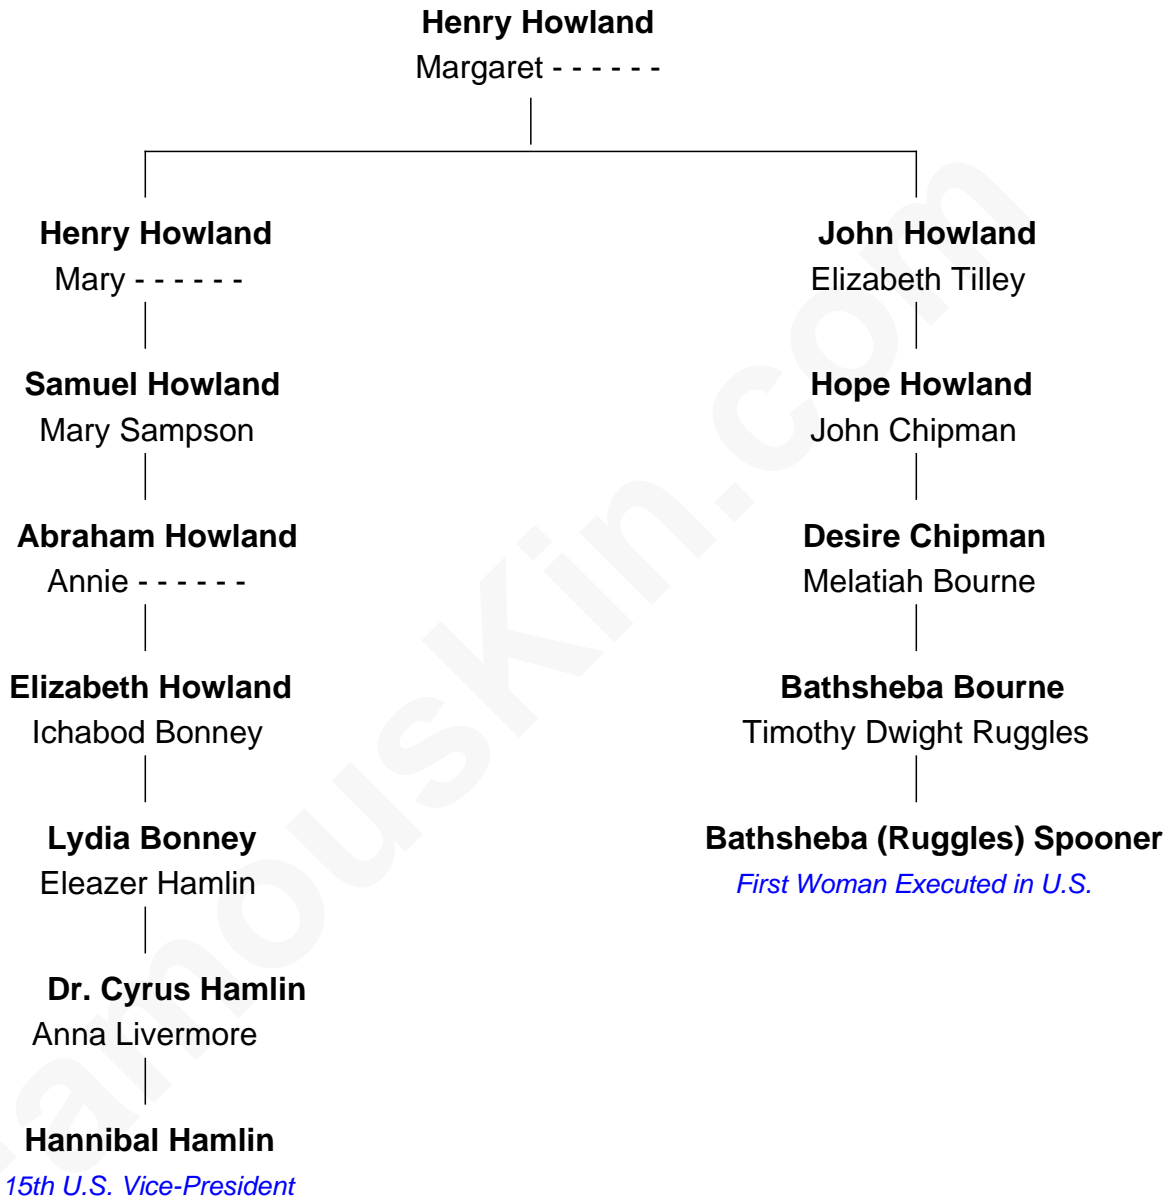 Henry Howland
Margaret - - - - - -
Henry Howland
Mary - - - - - -
John Howland
Elizabeth Tilley
Samuel Howland
Mary Sampson
Hope Howland
John Chipman
Abraham Howland
Annie - - - - - -
Desire Chipman
Melatiah Bourne
Elizabeth Howland
Ichabod Bonney
Bathsheba Bourne
Timothy Dwight Ruggles
Lydia Bonney
Eleazer Hamlin
Bathsheba (Ruggles) Spooner
First Woman Executed in U.S.
Dr. Cyrus Hamlin
Anna Livermore
Hannibal Hamlin
15th U.S. Vice-President
FamousKin.com